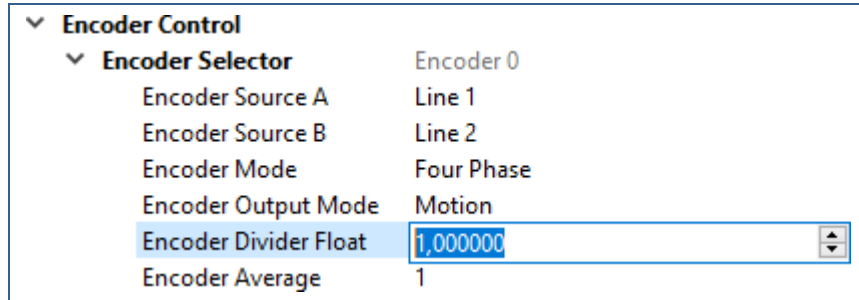 Encoder Control
Encoder Selector Encoder 0
Encoder Source A Line 1
Encoder Source B Line 2
Encoder Mode Four Phase
Encoder Output Mode Motion
Encoder Divider Float 1,000000
Encoder Average 1